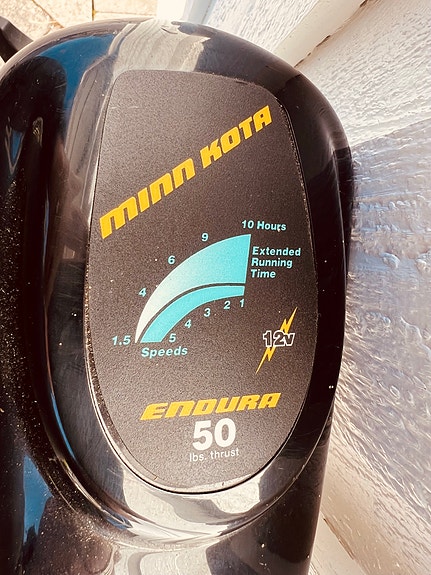 MINN KOTA
10 Hours
9
6
4
1.5
Extended
Running
Time
5 4 3 2 1
Speeds
12V
ENDURA
50
lbs. thrust